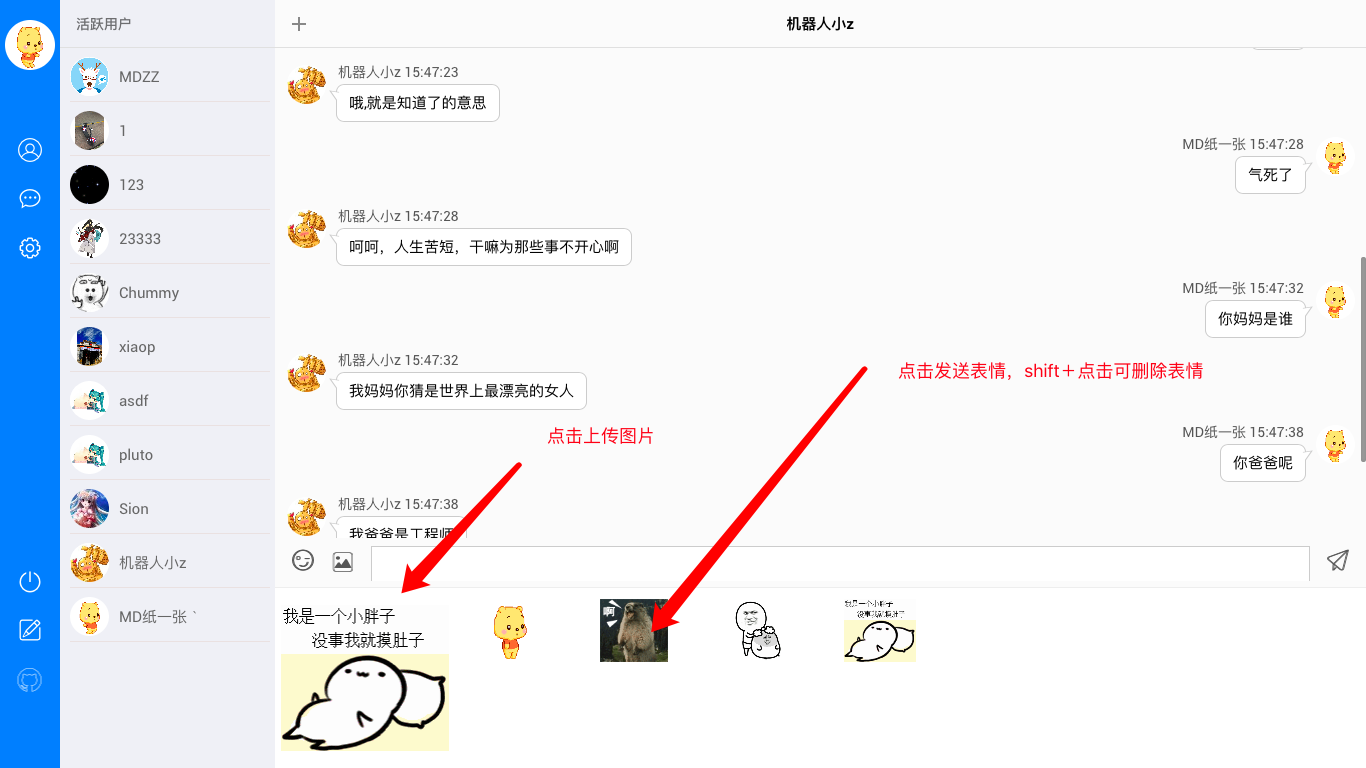 活跃用户
MDZZ
1
123
23333
Chummy
xiaop
asdf
pluto
Sion
机器人小z
MD纸一张 `
机器人小z
机器人小z 15:47:23
哦,就是知道了的意思
MD纸一张 15:47:28
气死了
机器人小z 15:47:28
呵呵，人生苦短，干嘛为那些事不开心啊
MD纸一张 15:47:32
你妈妈是谁
机器人小z 15:47:32
我妈妈你猜是世界上最漂亮的女人
点击发送表情，shift＋点击可删除表情
点击上传图片
MD纸一张 15:47:38
你爸爸呢
机器人小z 15:47:38
我爸爸是工程师
我是一个小胖子
没事我就摸肚子
啊
我是一个小胖子
没事我就摸肚子